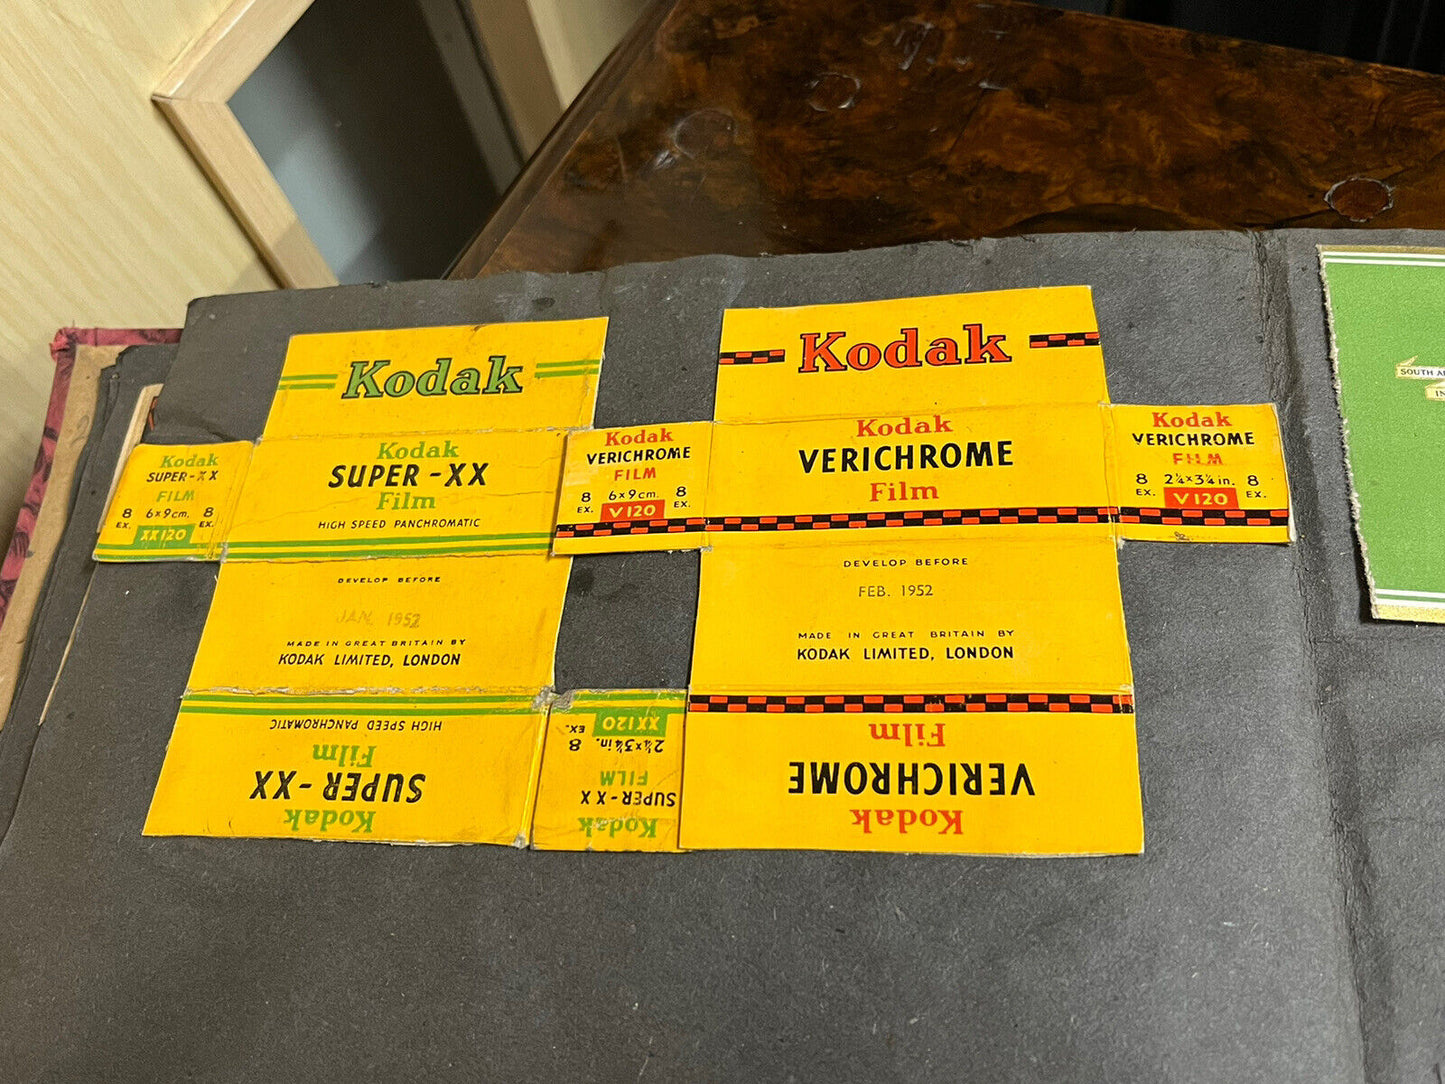 Kodak
Kodak
SUPER-XX
Film
HIGH SPEED PANCHROMATIC
Kodak
SUPER-XX
FILM
6×9cm.
8 EX.
8 EX.
XX120
DEVELOP BEFORE
JAN. 1952
MADE IN GREAT BRITAIN BY
KODAK LIMITED, LONDON
Kodak
SUPER-XX
Film
HIGH SPEED PANCHROMATIC
Kodak
SUPER-XX
FILM
2¼×3¼in.
8 EX.
XX120
Kodak
Kodak
VERICHROME
Film
Kodak
VERICHROME
FILM
8 EX.
6×9cm.
8 EX.
V120
Kodak
VERICHROME
FILM
8 EX.
2¼×3¼in.
8 EX.
V120
DEVELOP BEFORE
FEB. 1952
MADE IN GREAT BRITAIN BY
KODAK LIMITED, LONDON
Kodak
VERICHROME
Film
SOUTH